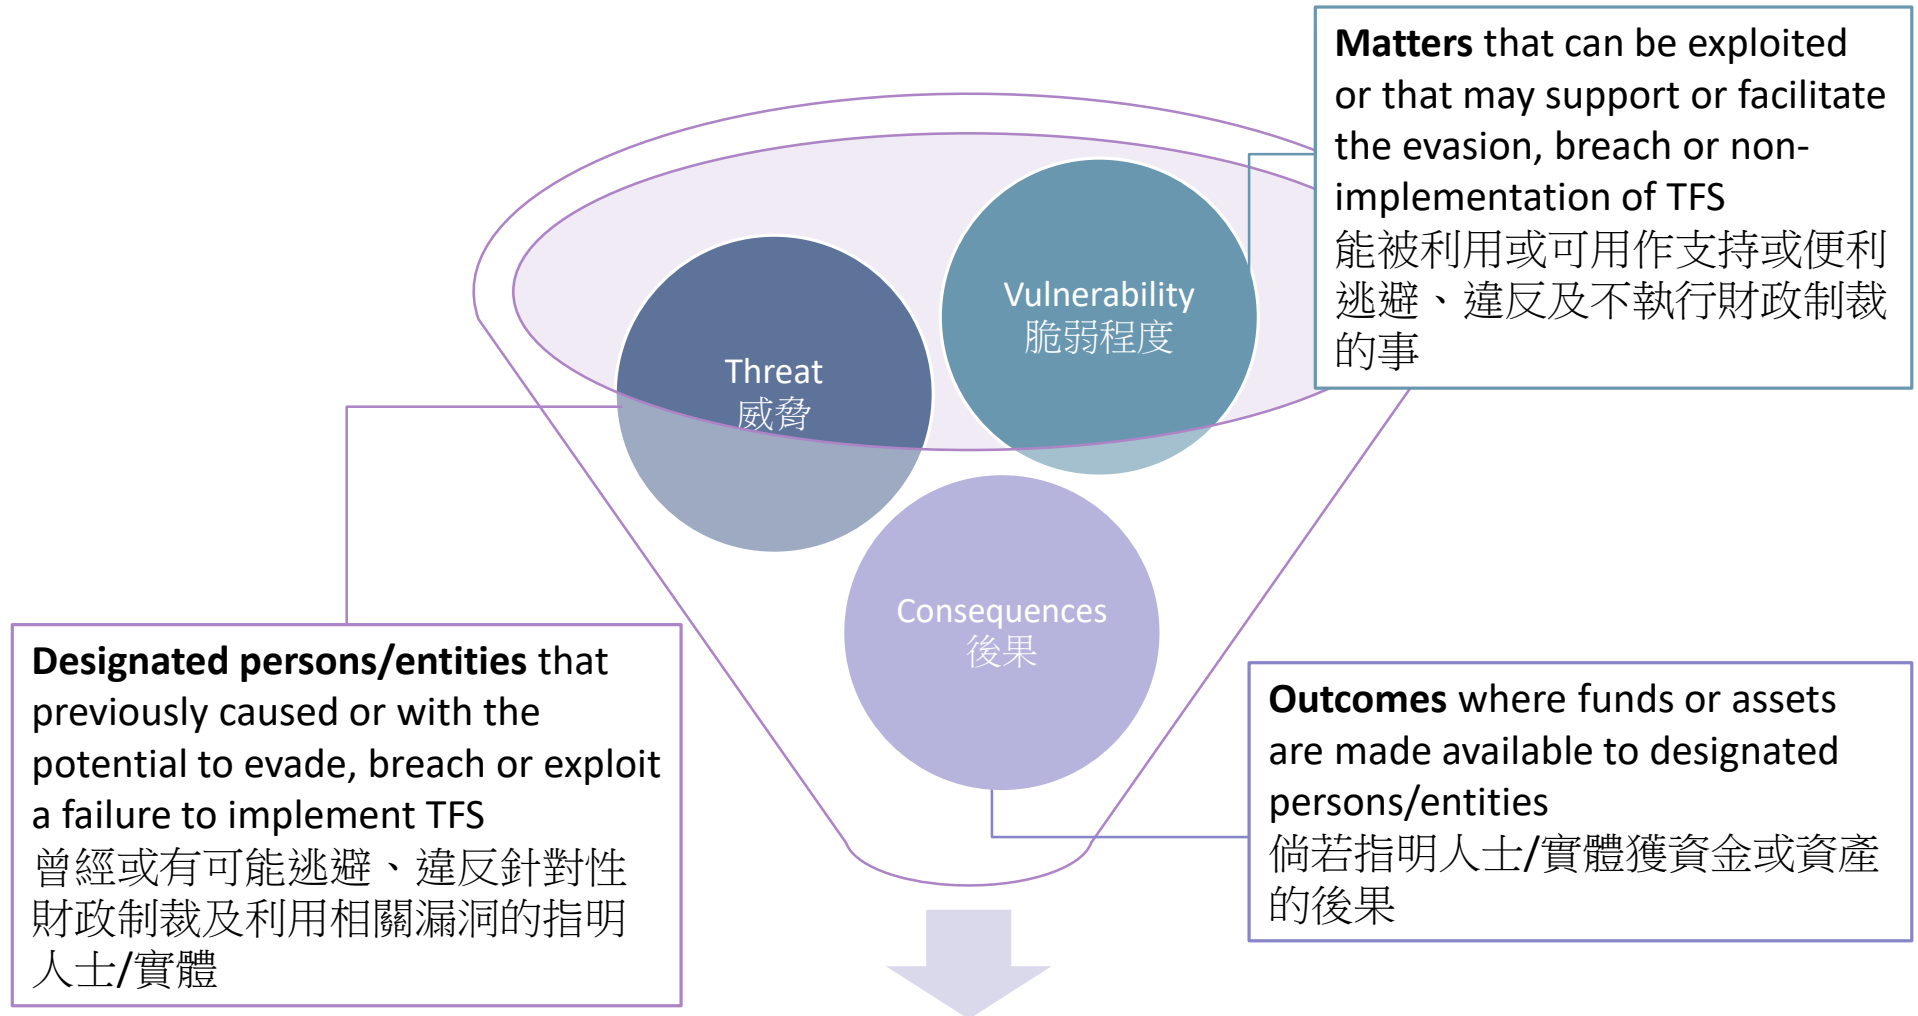 Matters that can be exploited
or that may support or facilitate
the evasion, breach or non-
implementation of TFS
能被利用或可用作支持或便利
逃避、違反及不執行財政制裁
的事
Vulnerability
脆弱程度
Threat
威脅
Consequences
後果
Designated persons/entities that
previously caused or with the
potential to evade, breach or exploit
a failure to implement TFS
曾經或有可能逃避、違反針對性
財政制裁及利用相關漏洞的指明
人士/實體
Outcomes where funds or assets
are made available to designated
persons/entities
倘若指明人士/實體獲資金或資產
的後果